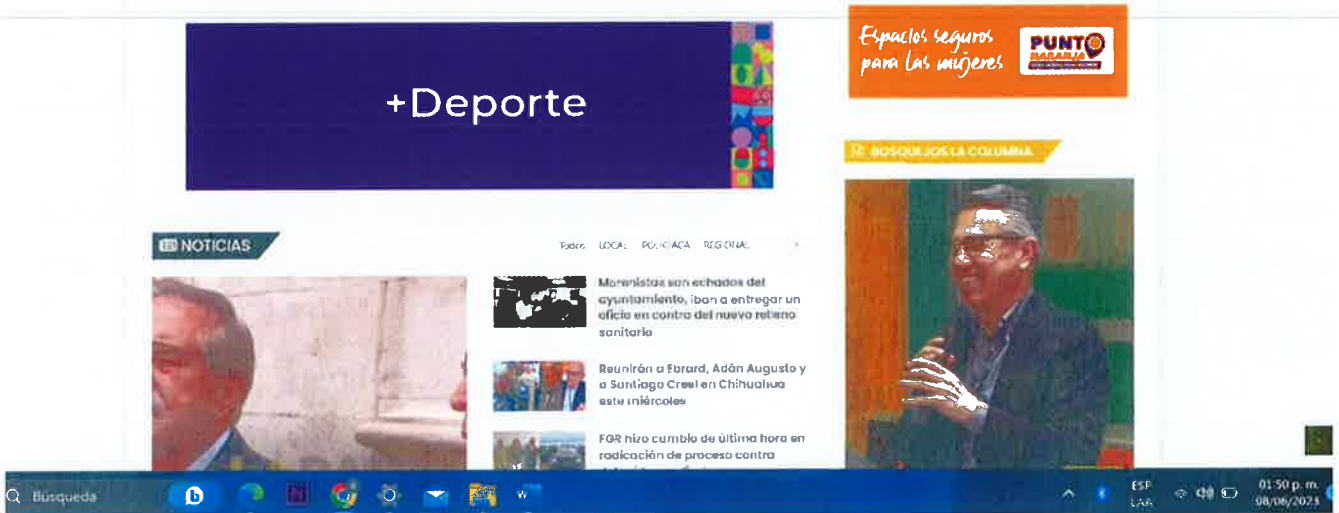 Espacios seguros
para las mujeres
PUNTO
NARANJA
+Deporte
BOSQUEJOS LA COLUMNA
NOTICIAS
Todos LOCAL POLICIACA REGIONAL
Morenistas son echados del
ayuntamiento, iban a entregar un
oficio en contra del nuevo relleno
sanitario
Reunirán a Ebrard, Adán Augusto y
a Santiago Creel en Chihuahua
este miércoles
FGR hizo cambio de última hora en
radicación de proceso contra
Búsqueda
ESP
LAA
01:50 p. m.
08/06/2023